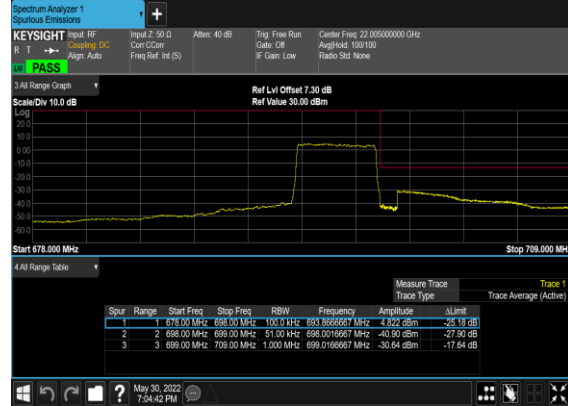 Spectrum Analyzer 1
Spurious Emissions
+
KEYSIGHT Input: RF Input Z: 50 Ω Atten: 40 dB Trig: Free Run Center Freq: 22.005000000 GHz
R T Coupling: DC Corr CCorr Gate: Off Avg|Hold: 100/100
Align: Auto Freq Ref: Int (S) IF Gain: Low Radio Std: None
PASS
3 All Range Graph
Ref Lvl Offset 7.30 dB
Scale/Div 10.0 dB Ref Value 30.00 dBm
Log
20.0
10.0
0.00
-10.0
-20.0
-30.0
-40.0
-50.0
-60.0
Start 678.000 MHz Stop 709.000 MH
4 All Range Table
Measure Trace Trace 1
Trace Type Trace Average (Active)
Spur Range Start Freq Stop Freq RBW Frequency Amplitude ΔLimit
1 1 678.00 MHz 698.00 MHz 100.0 kHz 693.8666667 MHz 4.822 dBm -25.18 dB
2 2 698.00 MHz 699.00 MHz 51.00 kHz 698.0016667 MHz -40.90 dBm -27.90 dB
3 3 699.00 MHz 709.00 MHz 1.000 MHz 699.0166667 MHz -30.64 dBm -17.64 dB
? May 30, 2022
7:04:42 PM